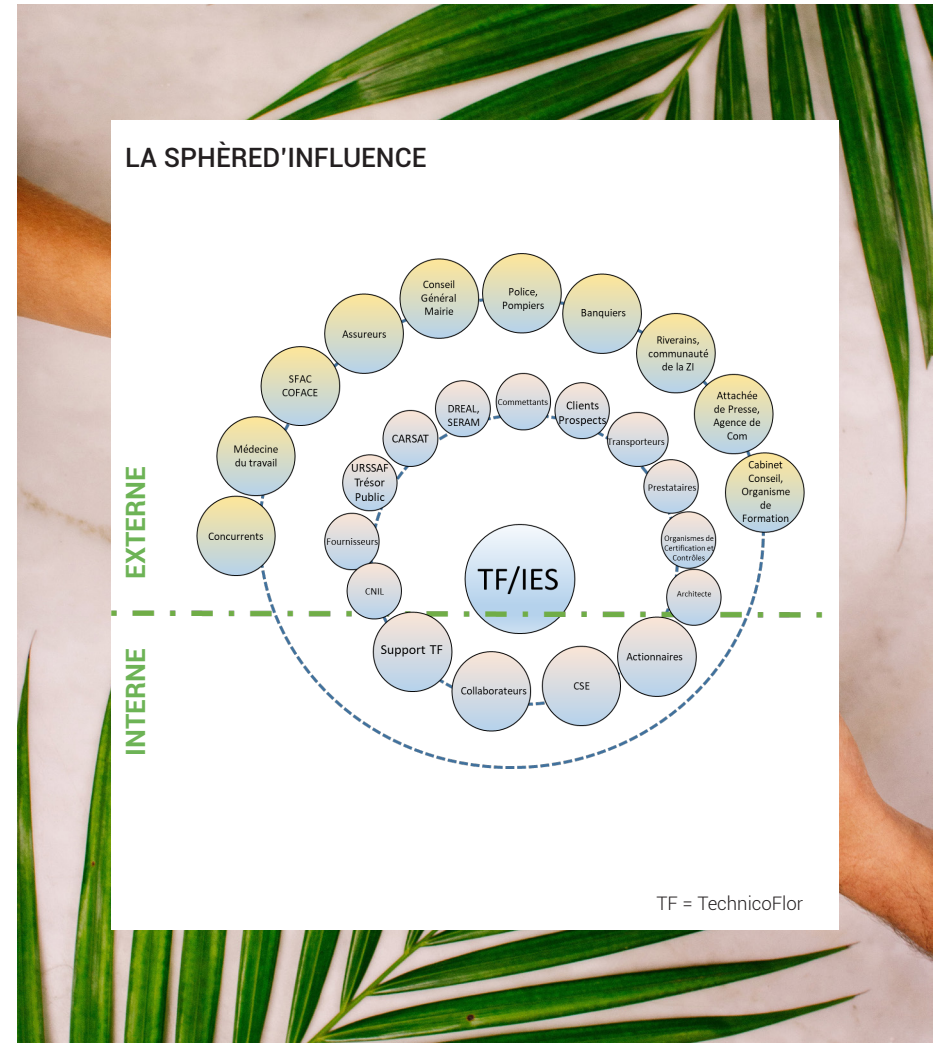 LA SPHÈRED'INFLUENCE
Conseil
Général
Mairie
Police,
Pompiers
Banquiers
Assureurs
Riverains,
communauté
de la ZI
SFAC
COFACE
Attachée
de Presse,
Agence de
Com
Médecine
du travail
Cabinet
Conseil,
Organisme
de
Formation
Concurrents
Commettants
DREAL,
SERAM
Clients
Prospects
CARSAT
Transporteurs
URSSAF
Trésor
Public
Prestataires
Fournisseurs
Organismes de
Certification et
Contrôles
CNIL
Architecte
TF/IES
EXTERNE
INTERNE
Support TF
Collaborateurs
CSE
Actionnaires
TF = TechnicoFlor